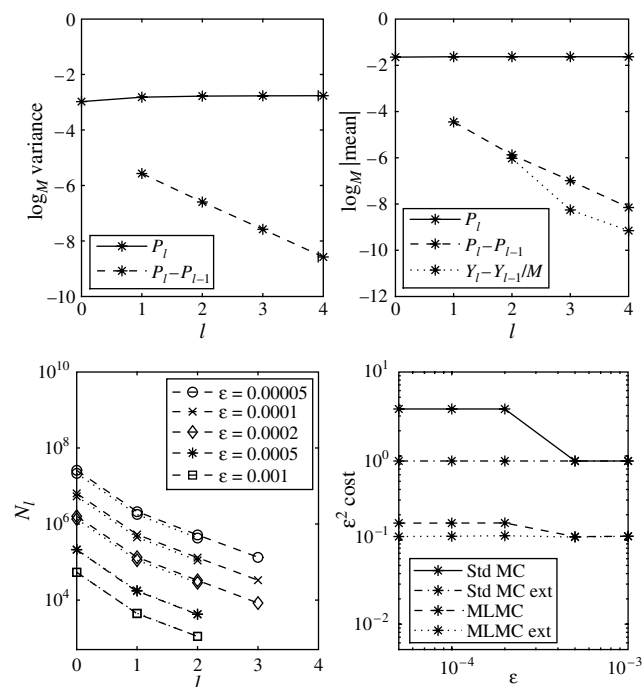 0
−2
−4
−6
−8
−10
log_M variance
P_l
P_l−P_{l−1}
0 1 2 3 4
l
0
−2
−4
−6
−8
−10
−12
log_M |mean|
P_l
P_l−P_{l−1}
Y_l−Y_{l−1}/M
0 1 2 3 4
l
10^10
10^8
10^6
10^4
N_l
ε = 0.00005
ε = 0.0001
ε = 0.0002
ε = 0.0005
ε = 0.001
0 1 2 3 4
l
10^1
10^0
10^−1
10^−2
ε² cost
Std MC
Std MC ext
MLMC
MLMC ext
10^−4 10^−3
ε